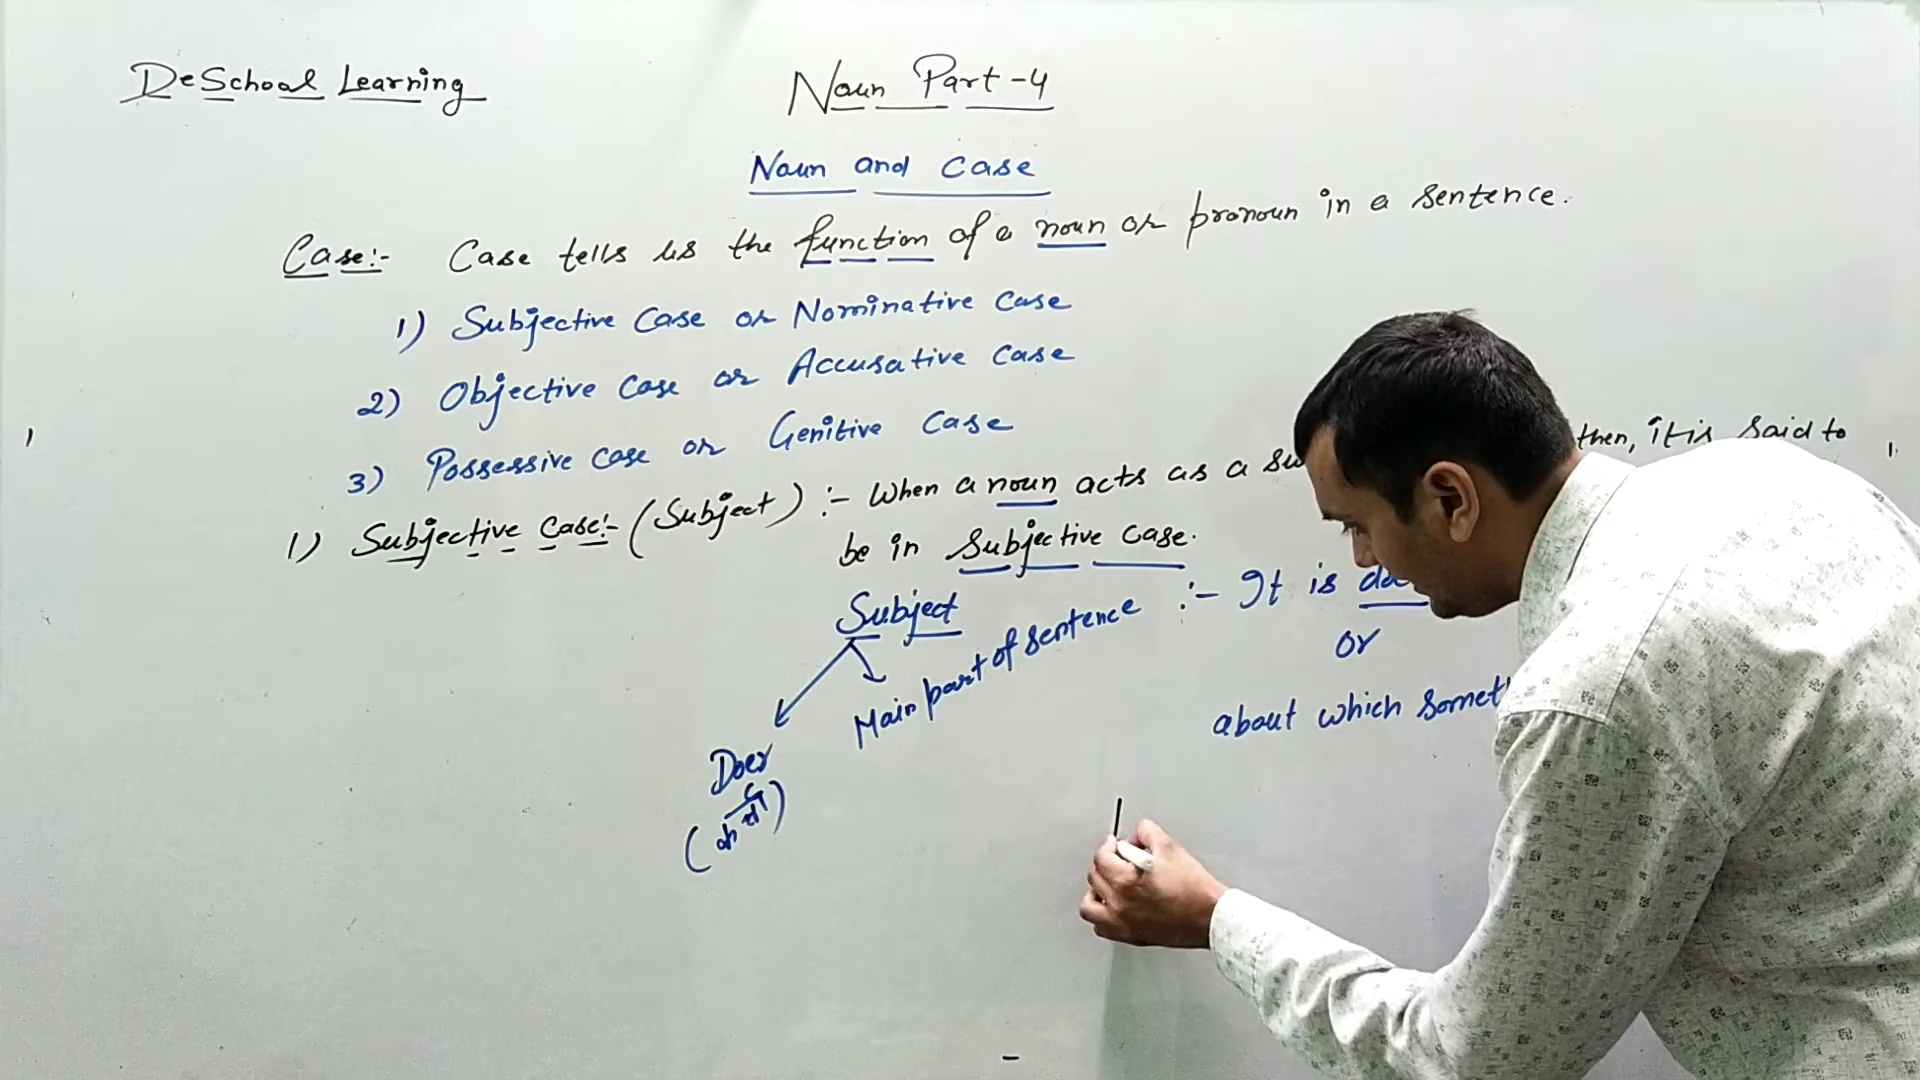 DeSchool Learning
Noun Part-4
Noun and Case
Case:- Case tells us the function of a noun or pronoun in a sentence.
1) Subjective Case or Nominative Case
2) Objective Case or Accusative Case
3) Possessive Case or Genitive Case
1) Subjective Case:- (Subject) :- When a noun acts as a then, it is said to
be in Subjective Case.
Subject
Main part of sentence :- It is
or
about which
Doer
(कर्ता)